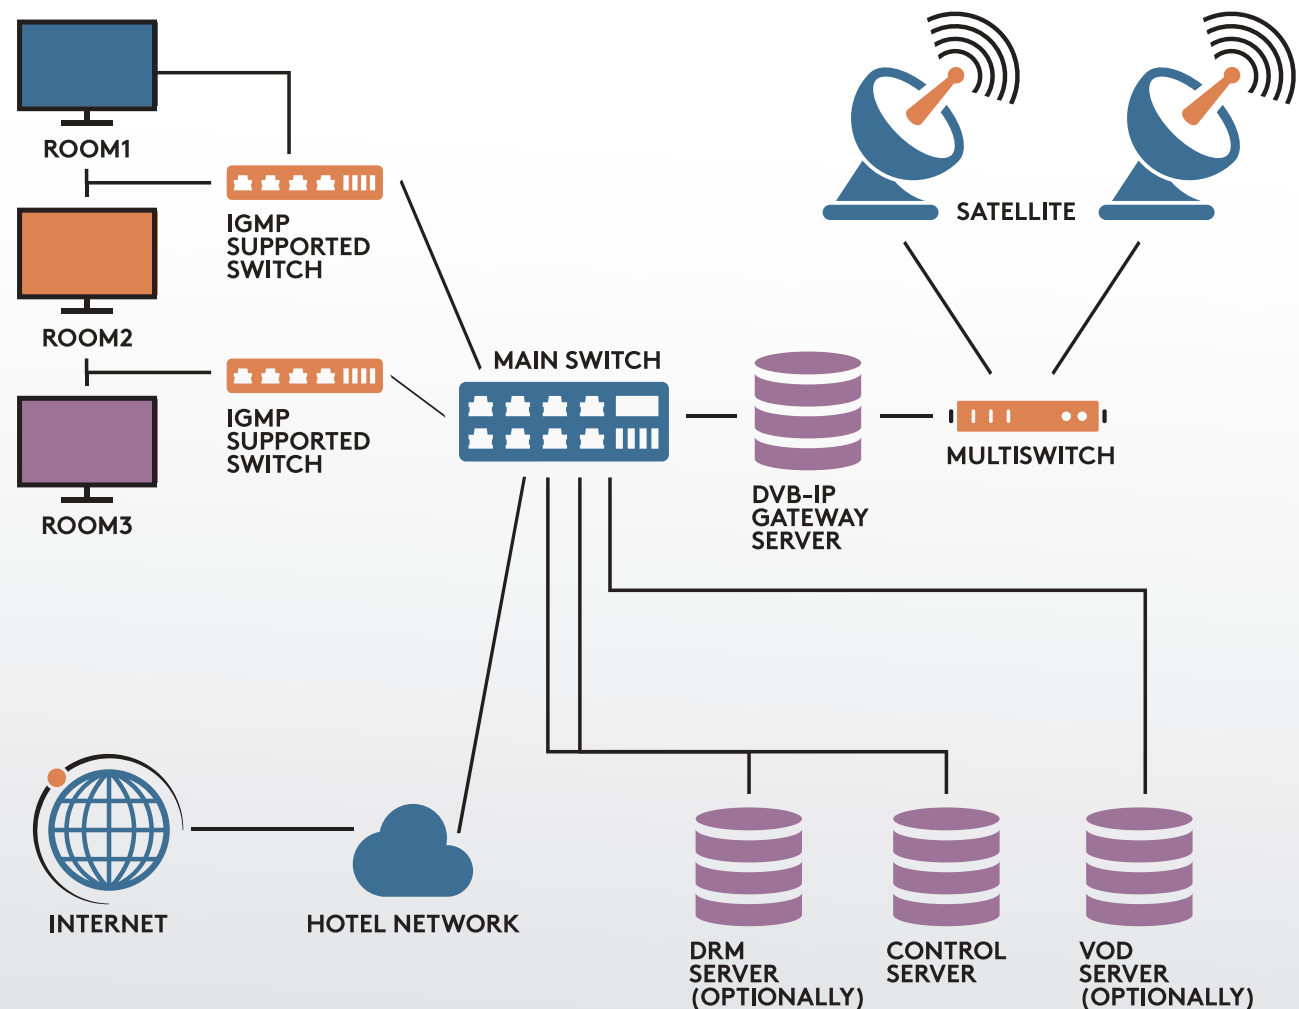 ROOM1
IGMP
SUPPORTED
SWITCH
SATELLITE
ROOM2
MAIN SWITCH
IGMP
SUPPORTED
SWITCH
MULTISWITCH
DVB-IP
GATEWAY
SERVER
ROOM3
INTERNET
HOTEL NETWORK
DRM
SERVER
(OPTIONALLY)
CONTROL
SERVER
VOD
SERVER
(OPTIONALLY)